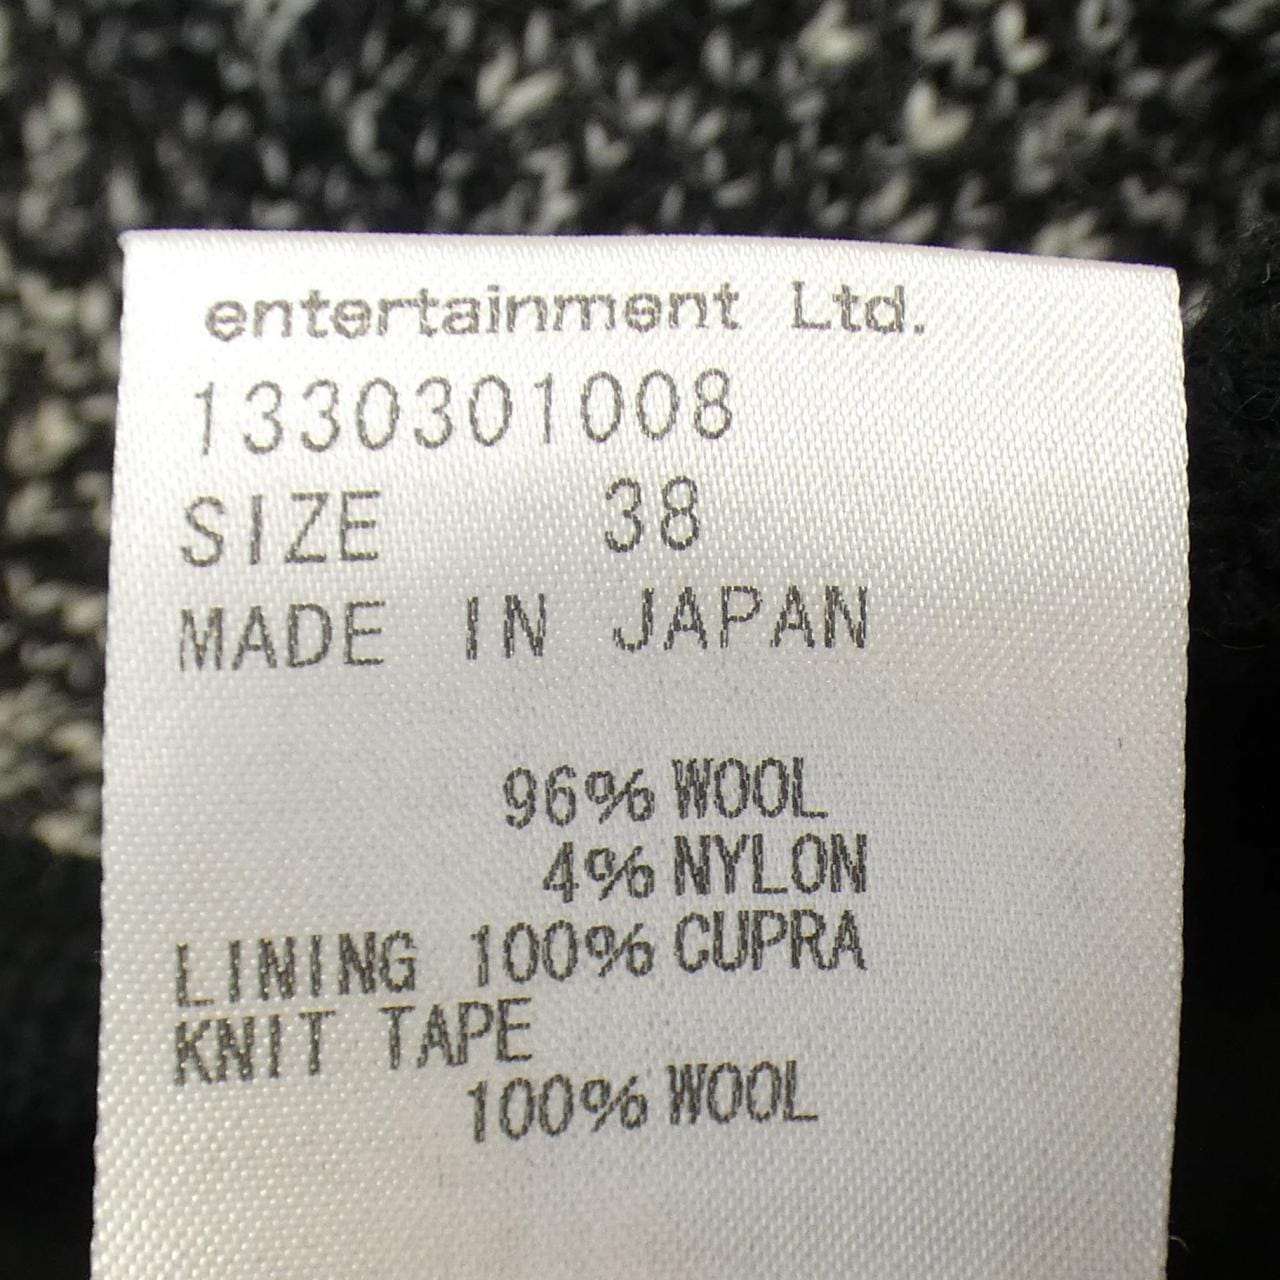 entertainment Ltd.
1330301008
SIZE 38
MADE IN JAPAN
96% WOOL
4% NYLON
LINING 100% CUPRA
KNIT TAPE
100% WOOL